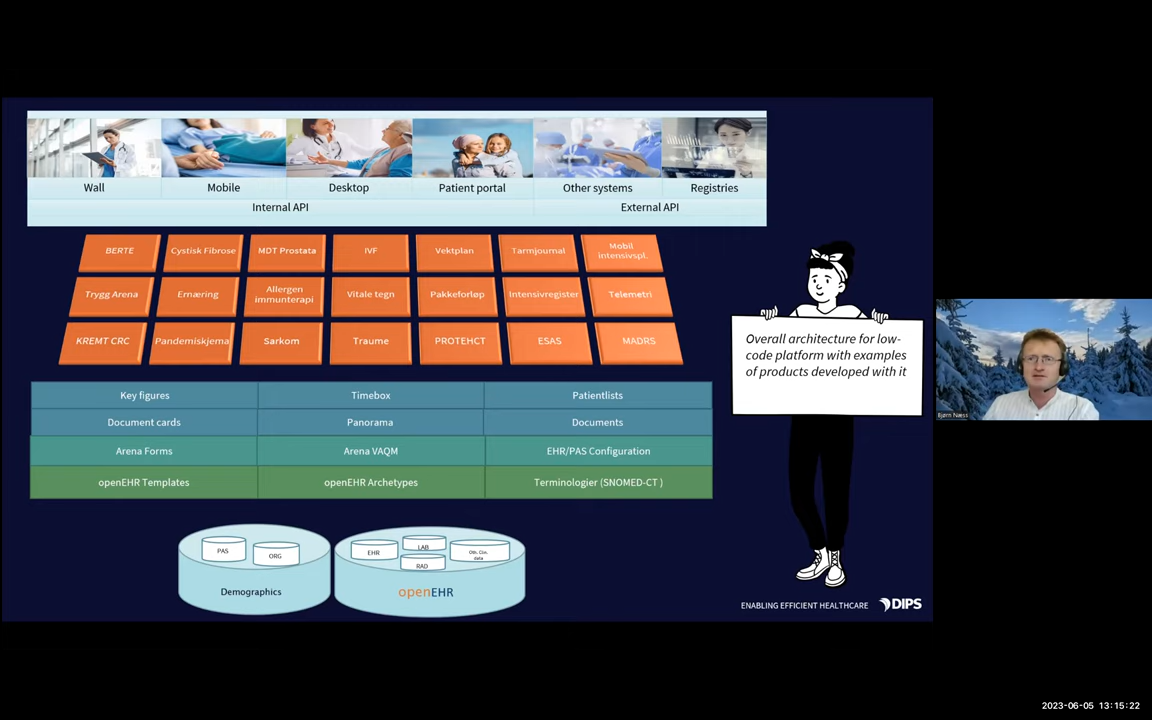 Wall
Mobile
Desktop
Patient portal
Other systems
Registries
Internal API
External API
BERTE
Cystisk Fibrose
MDT Prostata
IVF
Vektplan
Tarmjournal
Mobil
intensivspl.
Trygg Arena
Ernæring
Allergen
immunterapi
Vitale tegn
Pakkeforløp
Intensivregister
Telemetri
KREMT CRC
Pandemiskjema
Sarkom
Traume
PROTEHCT
ESAS
MADRS
Overall architecture for low-
code platform with examples
of products developed with it
Key figures
Timebox
Patientlists
Document cards
Panorama
Documents
Arena Forms
Arena VAQM
EHR/PAS Configuration
openEHR Templates
openEHR Archetypes
Terminologier (SNOMED-CT )
PAS
ORG
Demographics
EHR
LAB
RAD
Oth. Clin.
data
openEHR
ENABLING EFFICIENT HEALTHCARE
DIPS
Bjørn Næss
2023-06-05 13:15:22